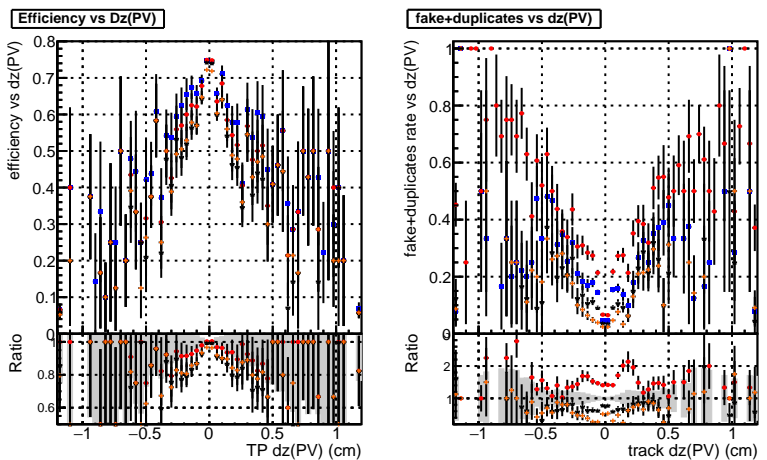 Efficiency vs Dz(PV)
efficiency vs dz(PV)
0.8
0.7
0.6
0.5
0.4
0.3
0.2
0.1
0
Ratio
1
0.8
0.6
−1 −0.5 0 0.5 1
TP dz(PV) (cm)
fake+duplicates vs dz(PV)
fake+duplicates rate vs dz(PV)
1
0.8
0.6
0.4
0.2
0
Ratio
2
1
−1 −0.5 0 0.5 1
track dz(PV) (cm)